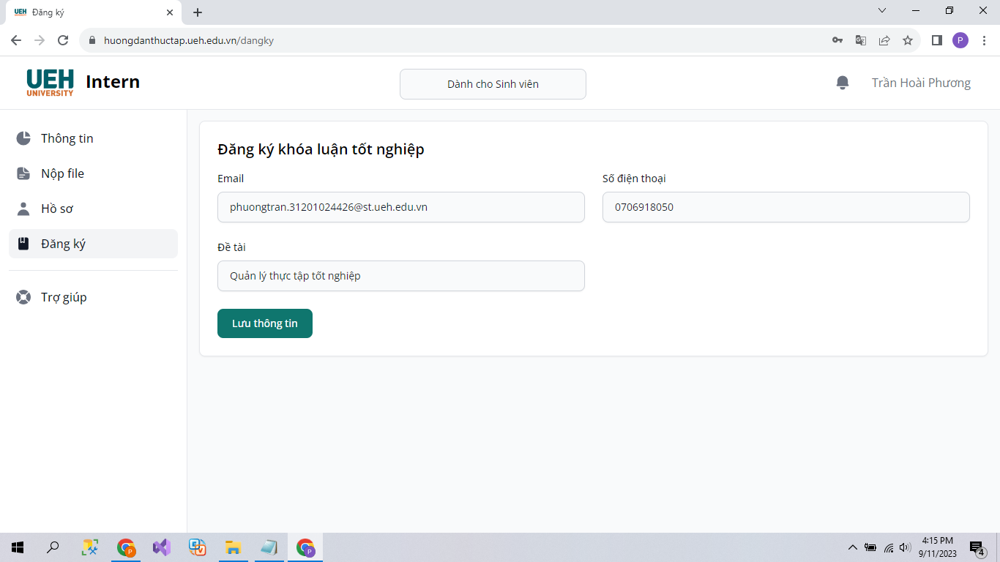 UEH
Đăng ký
huongdanthuctap.ueh.edu.vn/dangky
P
UEH
UNIVERSITY
Intern
Dành cho Sinh viên
Trần Hoài Phương
Thông tin
Nộp file
Hồ sơ
Đăng ký
Trợ giúp
Đăng ký khóa luận tốt nghiệp
Email
Số điện thoại
phuongtran.31201024426@st.ueh.edu.vn
0706918050
Đề tài
Quản lý thực tập tốt nghiệp
Lưu thông tin
P
E
V
P
4:15 PM
9/11/2023
4